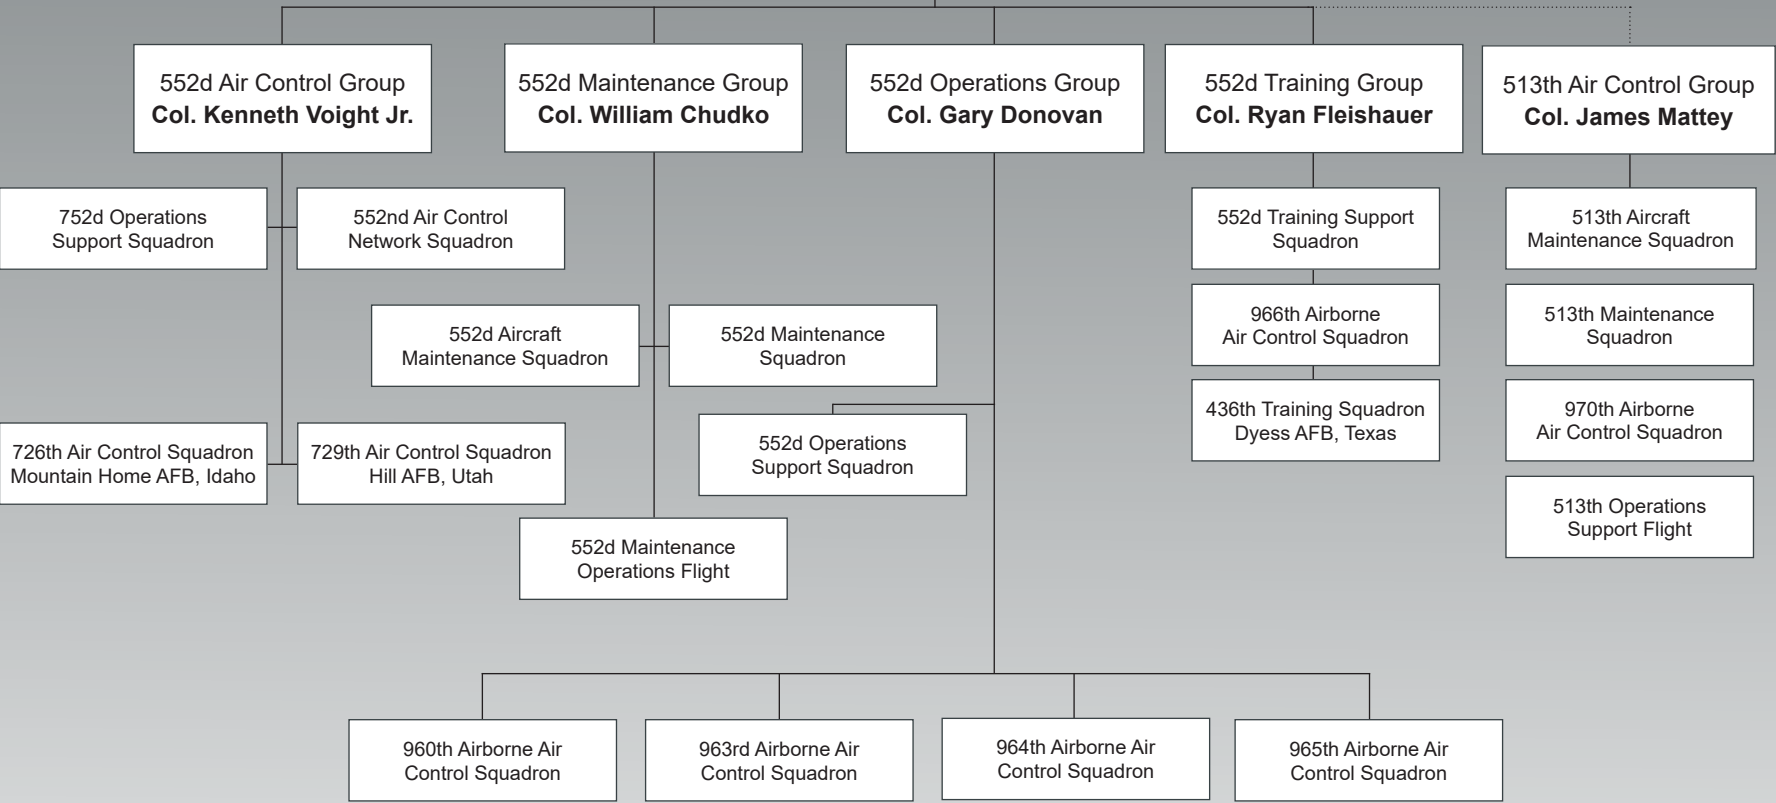 552d Air Control Group
Col. Kenneth Voight Jr.
552d Maintenance Group
Col. William Chudko
552d Operations Group
Col. Gary Donovan
552d Training Group
Col. Ryan Fleishauer
513th Air Control Group
Col. James Mattey
752d Operations
Support Squadron
552nd Air Control
Network Squadron
552d Training Support
Squadron
513th Aircraft
Maintenance Squadron
552d Aircraft
Maintenance Squadron
552d Maintenance
Squadron
966th Airborne
Air Control Squadron
513th Maintenance
Squadron
726th Air Control Squadron
Mountain Home AFB, Idaho
729th Air Control Squadron
Hill AFB, Utah
552d Operations
Support Squadron
436th Training Squadron
Dyess AFB, Texas
970th Airborne
Air Control Squadron
552d Maintenance
Operations Flight
513th Operations
Support Flight
960th Airborne Air
Control Squadron
963rd Airborne Air
Control Squadron
964th Airborne Air
Control Squadron
965th Airborne Air
Control Squadron